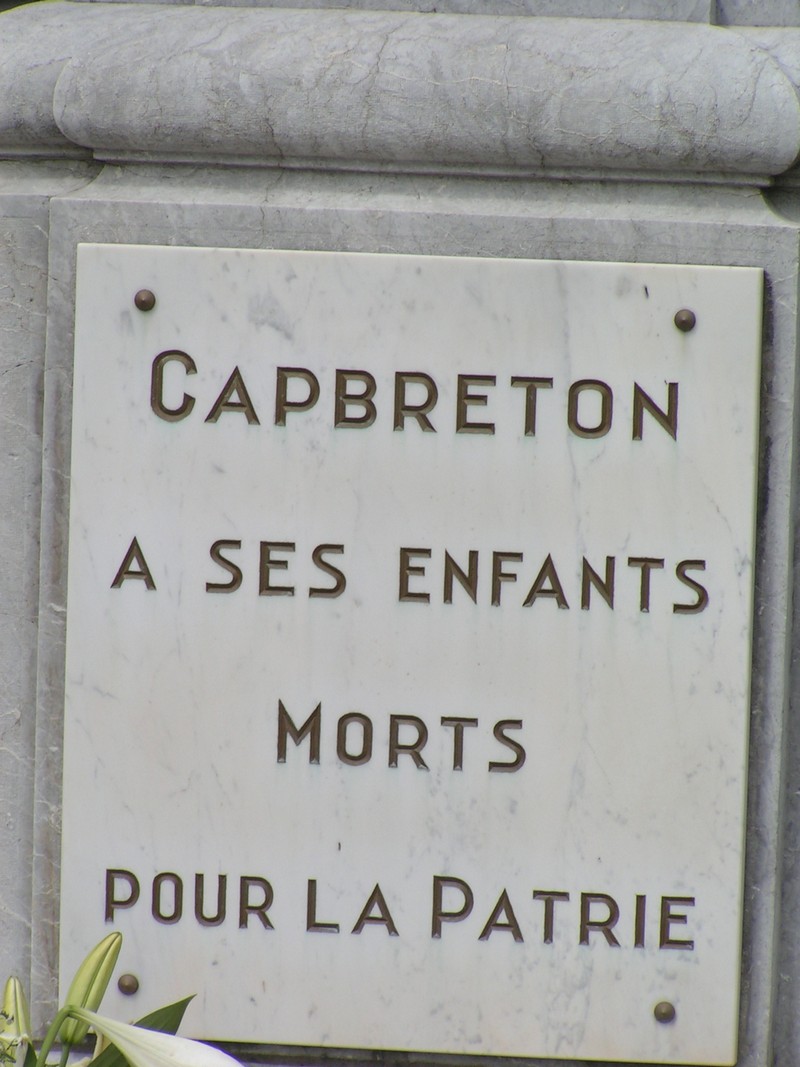 CAPBRETON
A SES ENFANTS
MORTS
POUR LA PATRIE